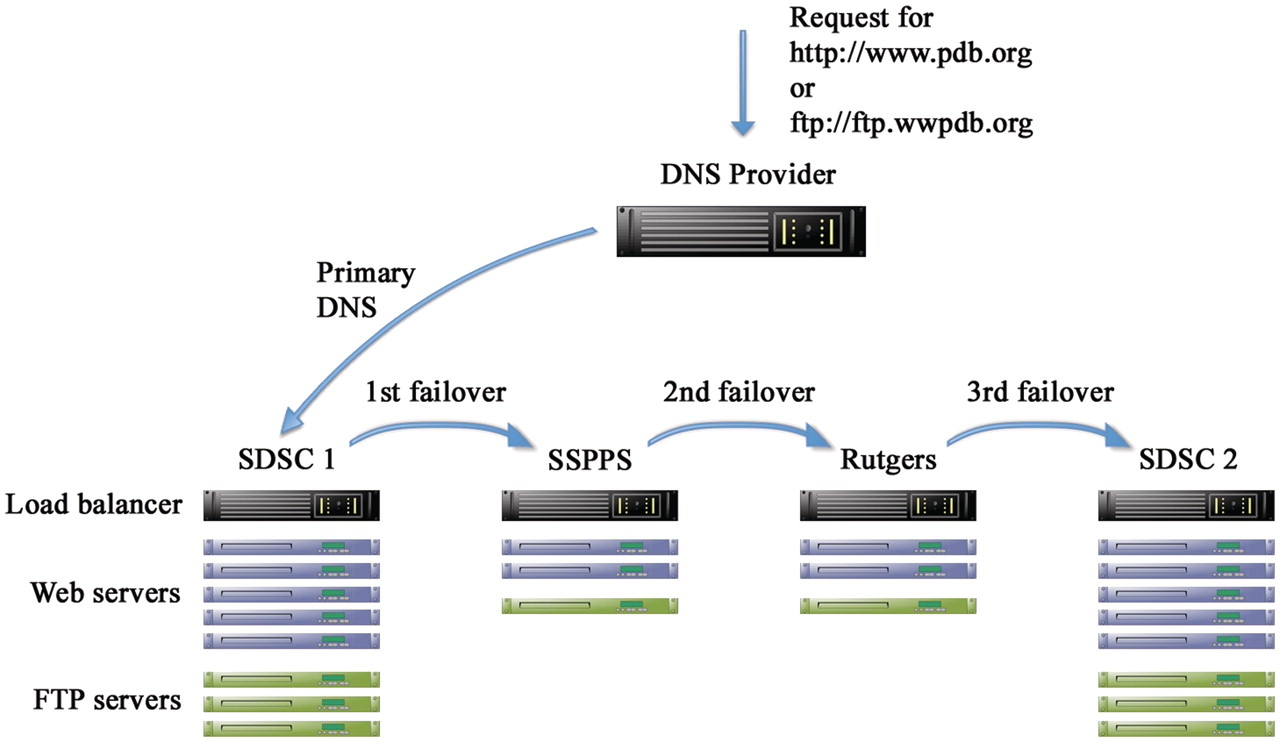 Request for
http://www.pdb.org
or
ftp://ftp.wwpdb.org
DNS Provider
Primary
DNS
1st failover
2nd failover
3rd failover
SDSC 1
SSPPS
Rutgers
SDSC 2
Load balancer
Web servers
FTP servers